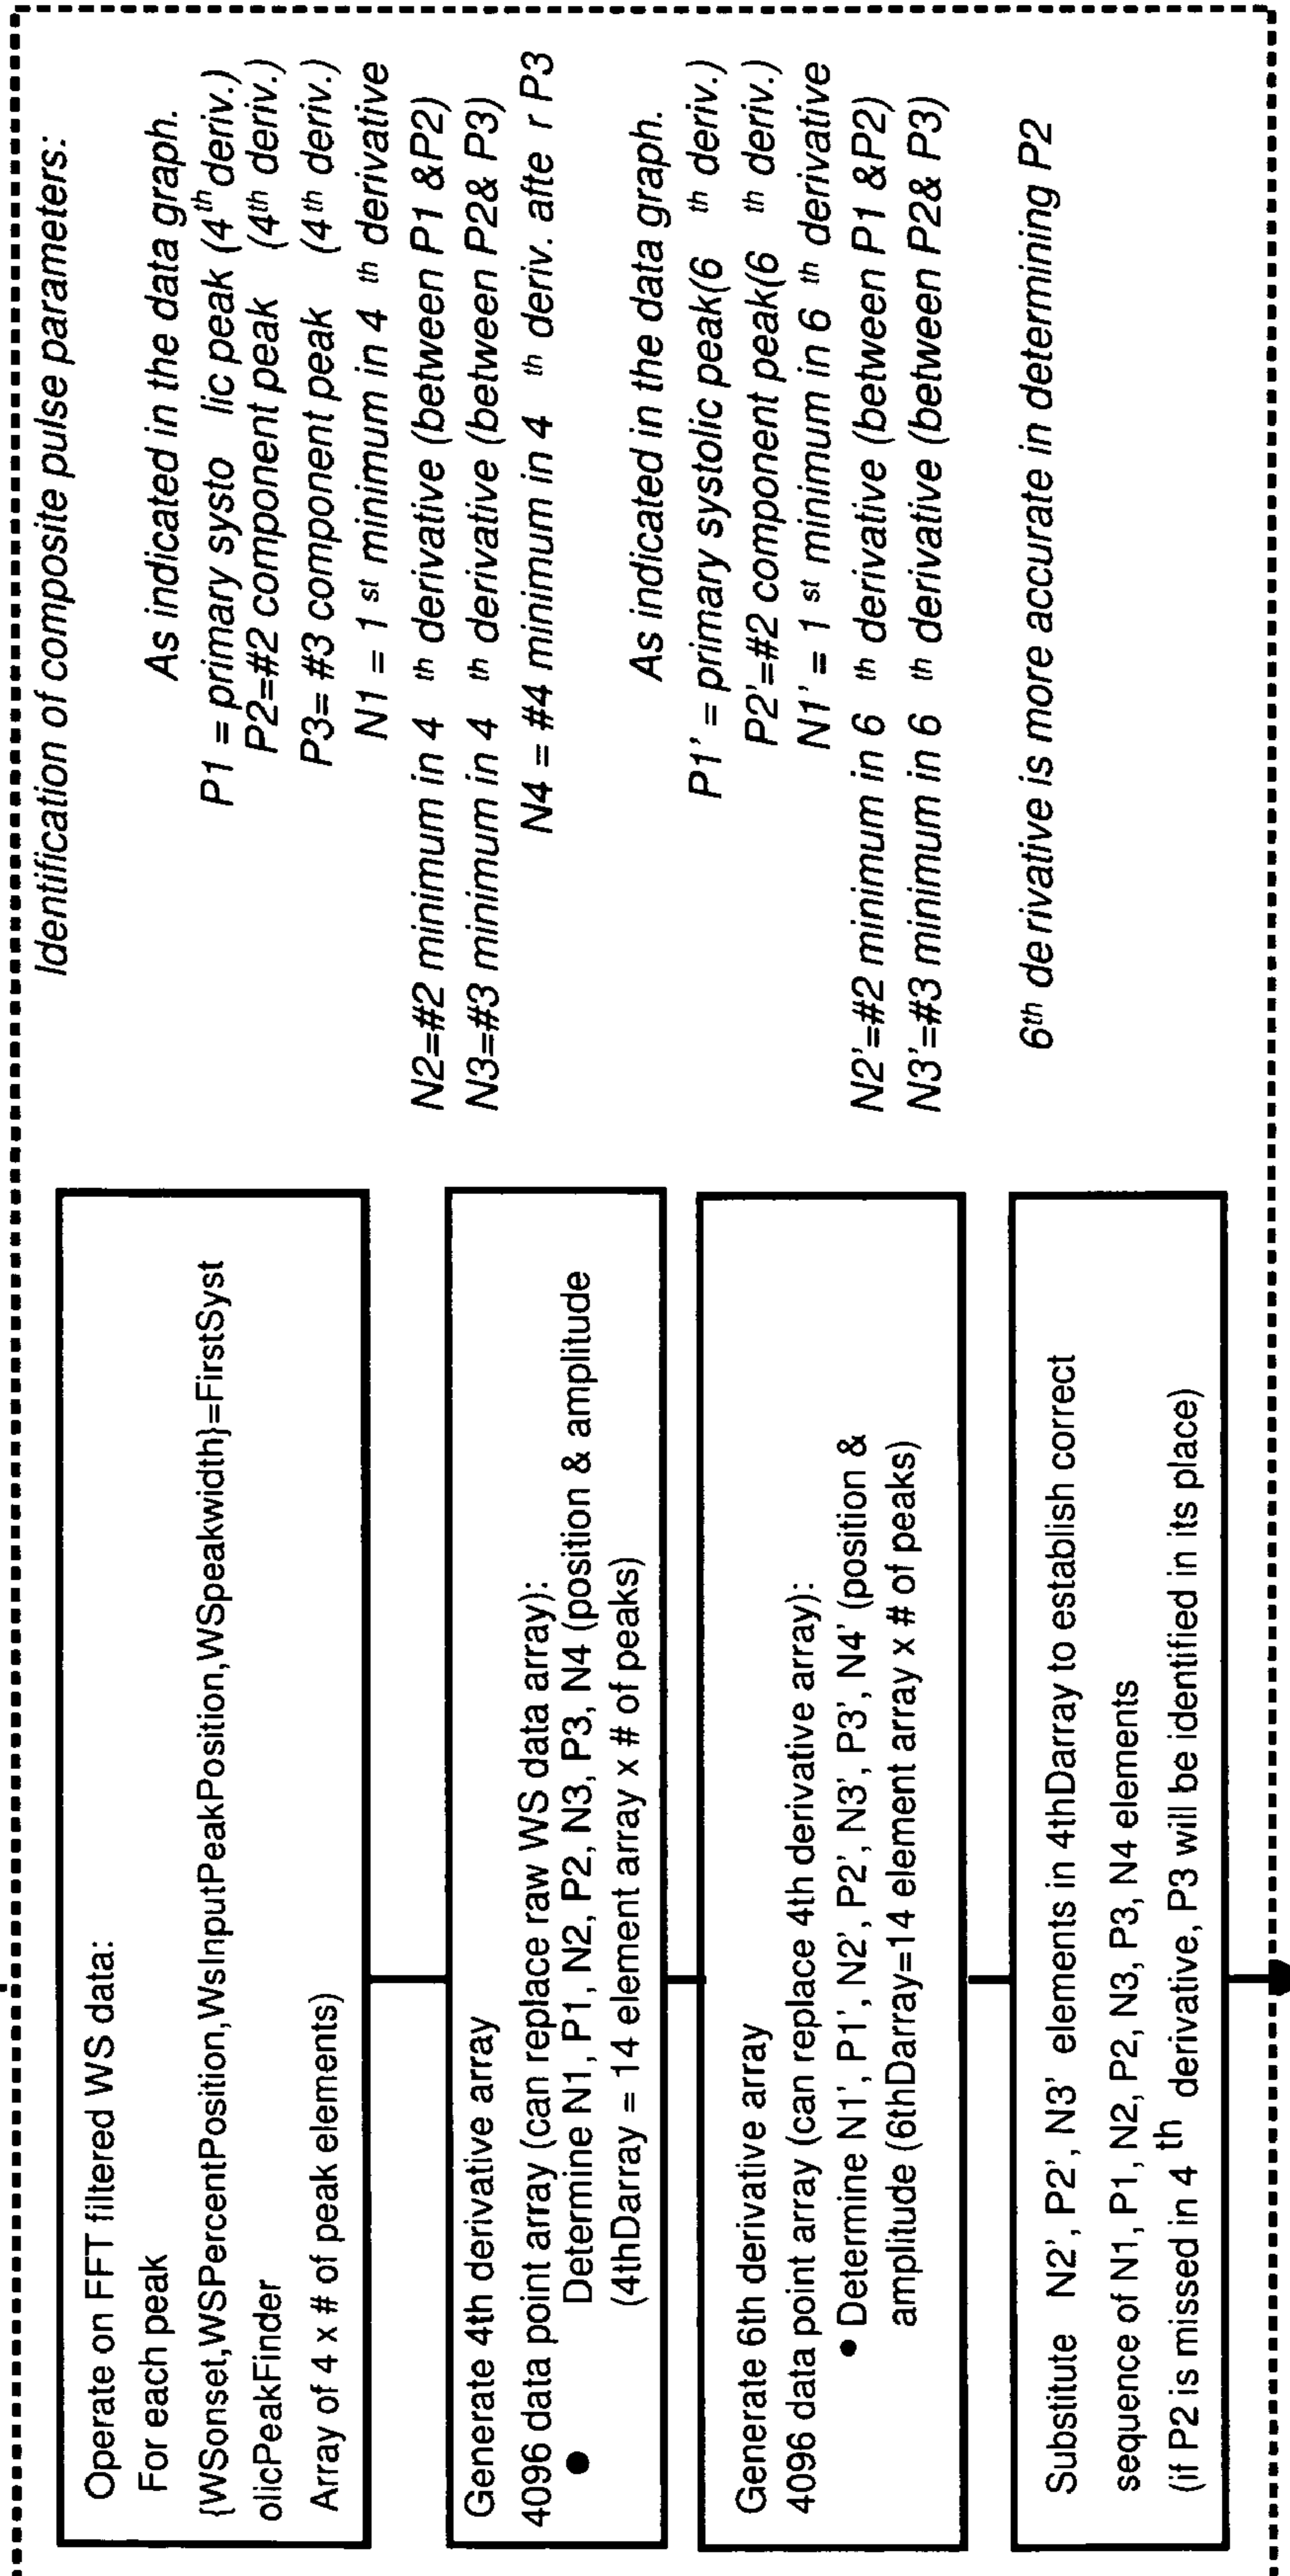 Operate on FFT filtered WS data:
For each peak
{WSonset,WSPercentPosition,WsInputPeakPosition,WSpeakwidth}=FirstSyst
olicPeakFinder
Array of 4 x # of peak elements)
Generate 4th derivative array
4096 data point array (can replace raw WS data array):
● Determine N1, P1, N2, P2, N3, P3, N4 (position & amplitude
(4thDarray = 14 element array x # of peaks)
Generate 6th derivative array
4096 data point array (can replace 4th derivative array):
● Determine N1', P1', N2', P2', N3', P3', N4' (position &
amplitude (6thDarray=14 element array x # of peaks)
Substitute N2', P2', N3' elements in 4thDarray to establish correct
sequence of N1, P1, N2, P2, N3, P3, N4 elements
(if P2 is missed in 4 th derivative, P3 will be identified in its place)
Identification of composite pulse parameters:
As indicated in the data graph.
P1 = primary systo lic peak (4th deriv.)
P2=#2 component peak (4th deriv.)
P3= #3 component peak (4th deriv.)
N1 = 1 st minimum in 4 th derivative
N2=#2 minimum in 4 th derivative (between P1 &P2)
N3=#3 minimum in 4 th derivative (between P2& P3)
N4 = #4 minimum in 4 th deriv. afte r P3
As indicated in the data graph.
P1' = primary systolic peak(6 th deriv.)
P2'=#2 component peak(6 th deriv.)
N1' = 1 st minimum in 6 th derivative
N2'=#2 minimum in 6 th derivative (between P1 &P2)
N3'=#3 minimum in 6 th derivative (between P2& P3)
6th de rivative is more accurate in determining P2